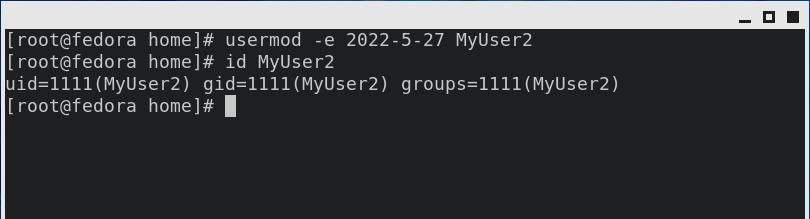 [root@fedora home]# usermod -e 2022-5-27 MyUser2
[root@fedora home]# id MyUser2
uid=1111(MyUser2) gid=1111(MyUser2) groups=1111(MyUser2)
[root@fedora home]#